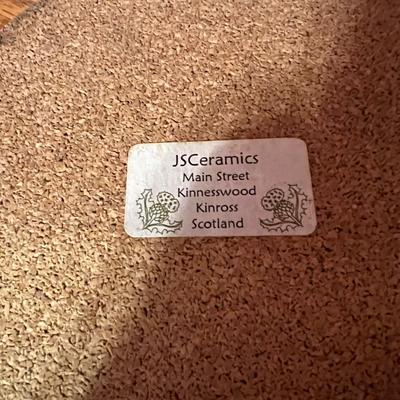 JSCeramics
Main Street
Kinnesswood
Kinross
Scotland